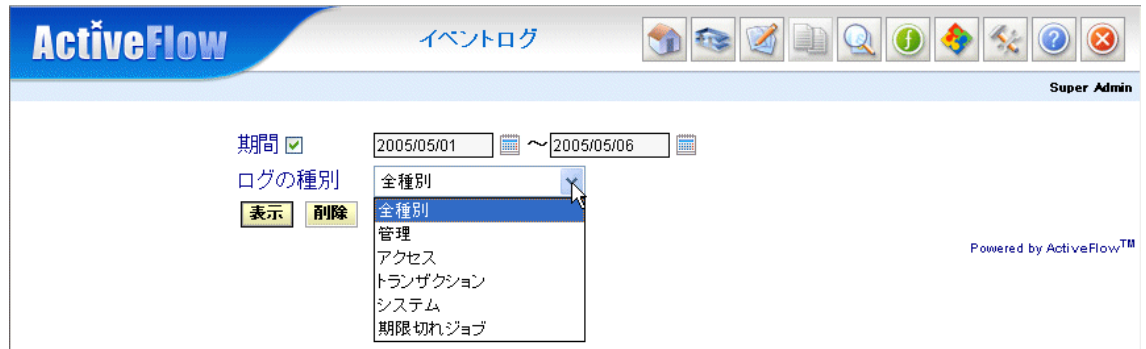 ActiveFlow
イベントログ
Super Admin
期間 2005/05/01 ～ 2005/05/06
ログの種別 全種別
表示 削除
全種別
管理
アクセス
トランザクション
システム
期限切れジョブ
Powered by ActiveFlow™